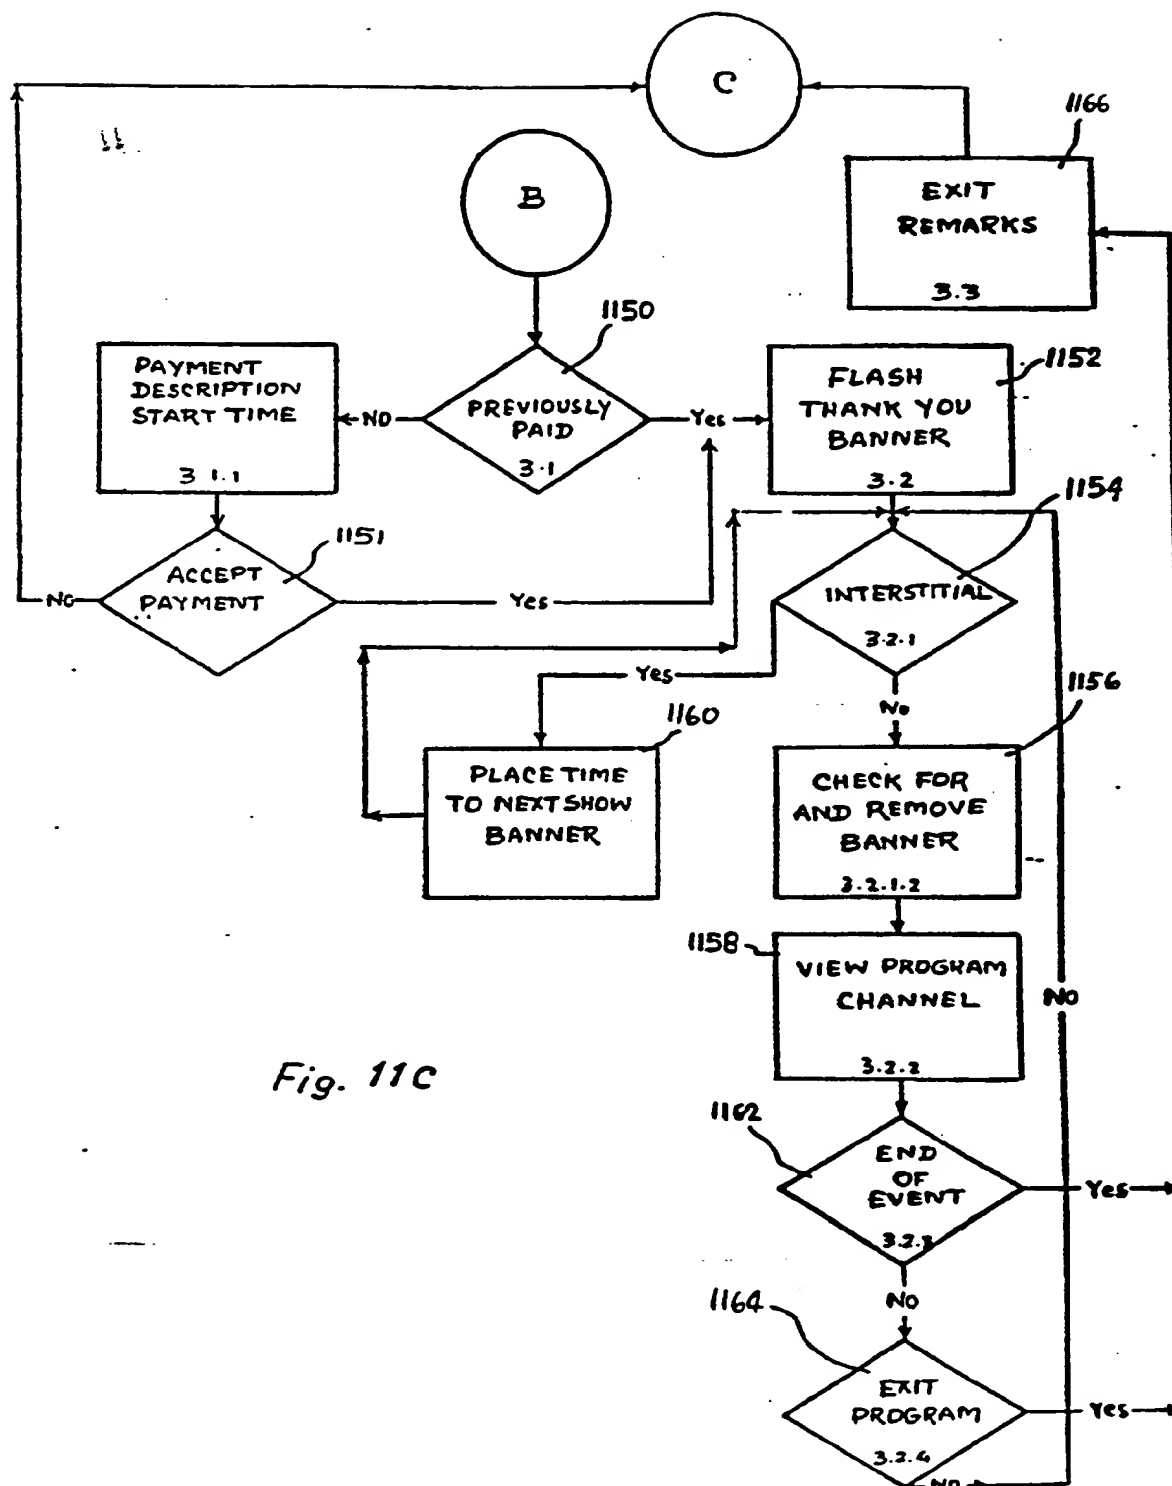 C
1166
11
EXIT
REMARKS
3.3
B
1150
PAYMENT
DESCRIPTION
START TIME
3 1.1
NO
PREVIOUSLY
PAID
3.1
Yes
1152
FLASH
THANK YOU
BANNER
3.2
1154
1151
ACCEPT
PAYMENT
NO
Yes
INTERSTITIAL
3.2.1
Yes
No
1156
1160
PLACE TIME
TO NEXT SHOW
BANNER
CHECK FOR
AND REMOVE
BANNER
3.2.1.2
1158
VIEW PROGRAM
CHANNEL
3.2.2
NO
Fig. 11C
1162
END
OF
EVENT
3.2.3
Yes
No
1164
EXIT
PROGRAM
3.2.4
Yes
NO